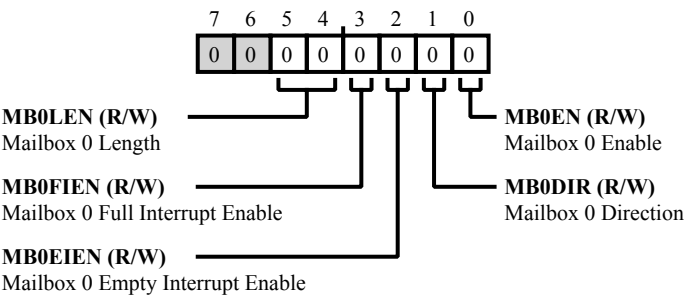 7 6 5 4 3 2 1 0
0 0 0 0 0 0 0 0
MB0LEN (R/W)
Mailbox 0 Length
MB0EN (R/W)
Mailbox 0 Enable
MB0FIEN (R/W)
Mailbox 0 Full Interrupt Enable
MB0DIR (R/W)
Mailbox 0 Direction
MB0EIEN (R/W)
Mailbox 0 Empty Interrupt Enable